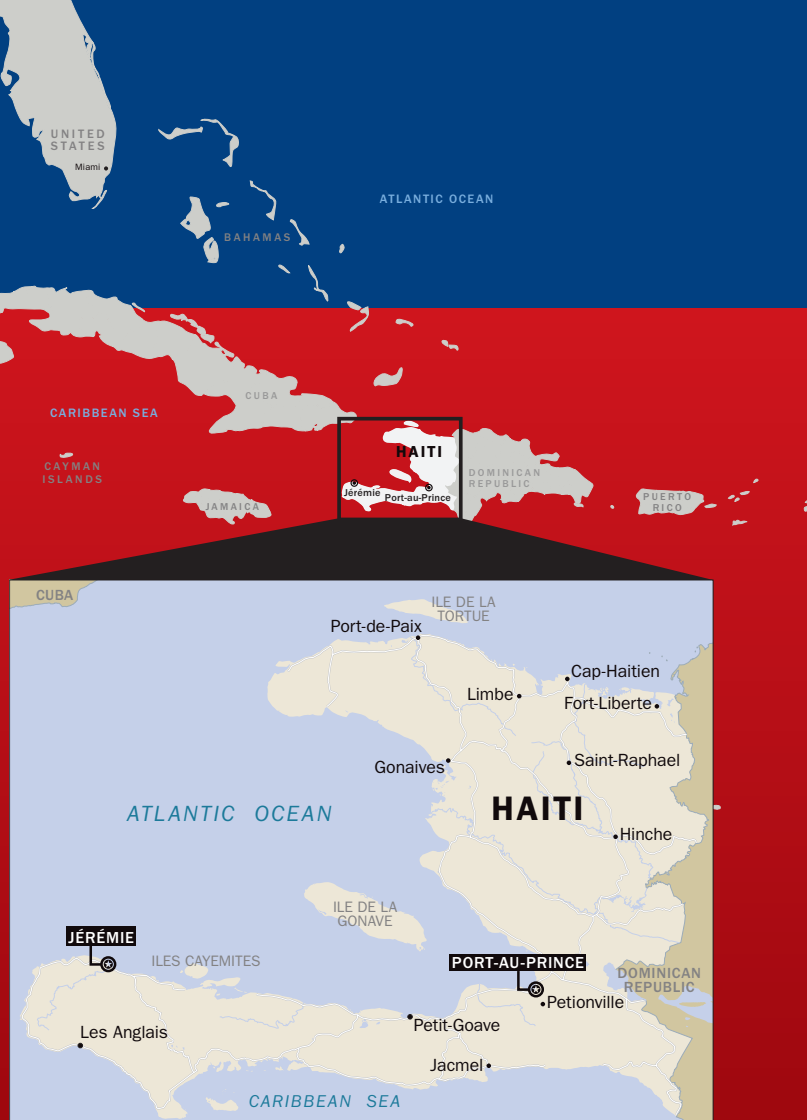 UNITED
STATES
Miami
ATLANTIC OCEAN
BAHAMAS
CUBA
CARIBBEAN SEA
HAITI
CAYMAN
ISLANDS
DOMINICAN
REPUBLIC
Jérémie
Port-au-Prince
PUERTO
RICO
JAMAICA
CUBA
ILE DE LA
TORTUE
Port-de-Paix
Cap-Haitien
Limbe
Fort-Liberte
Gonaives
Saint-Raphael
ATLANTIC OCEAN
HAITI
Hinche
ILE DE LA
GONAVE
JÉRÉMIE
ILES CAYEMITES
PORT-AU-PRINCE
DOMINICAN
REPUBLIC
Petionville
Les Anglais
Petit-Goave
Jacmel
CARIBBEAN SEA